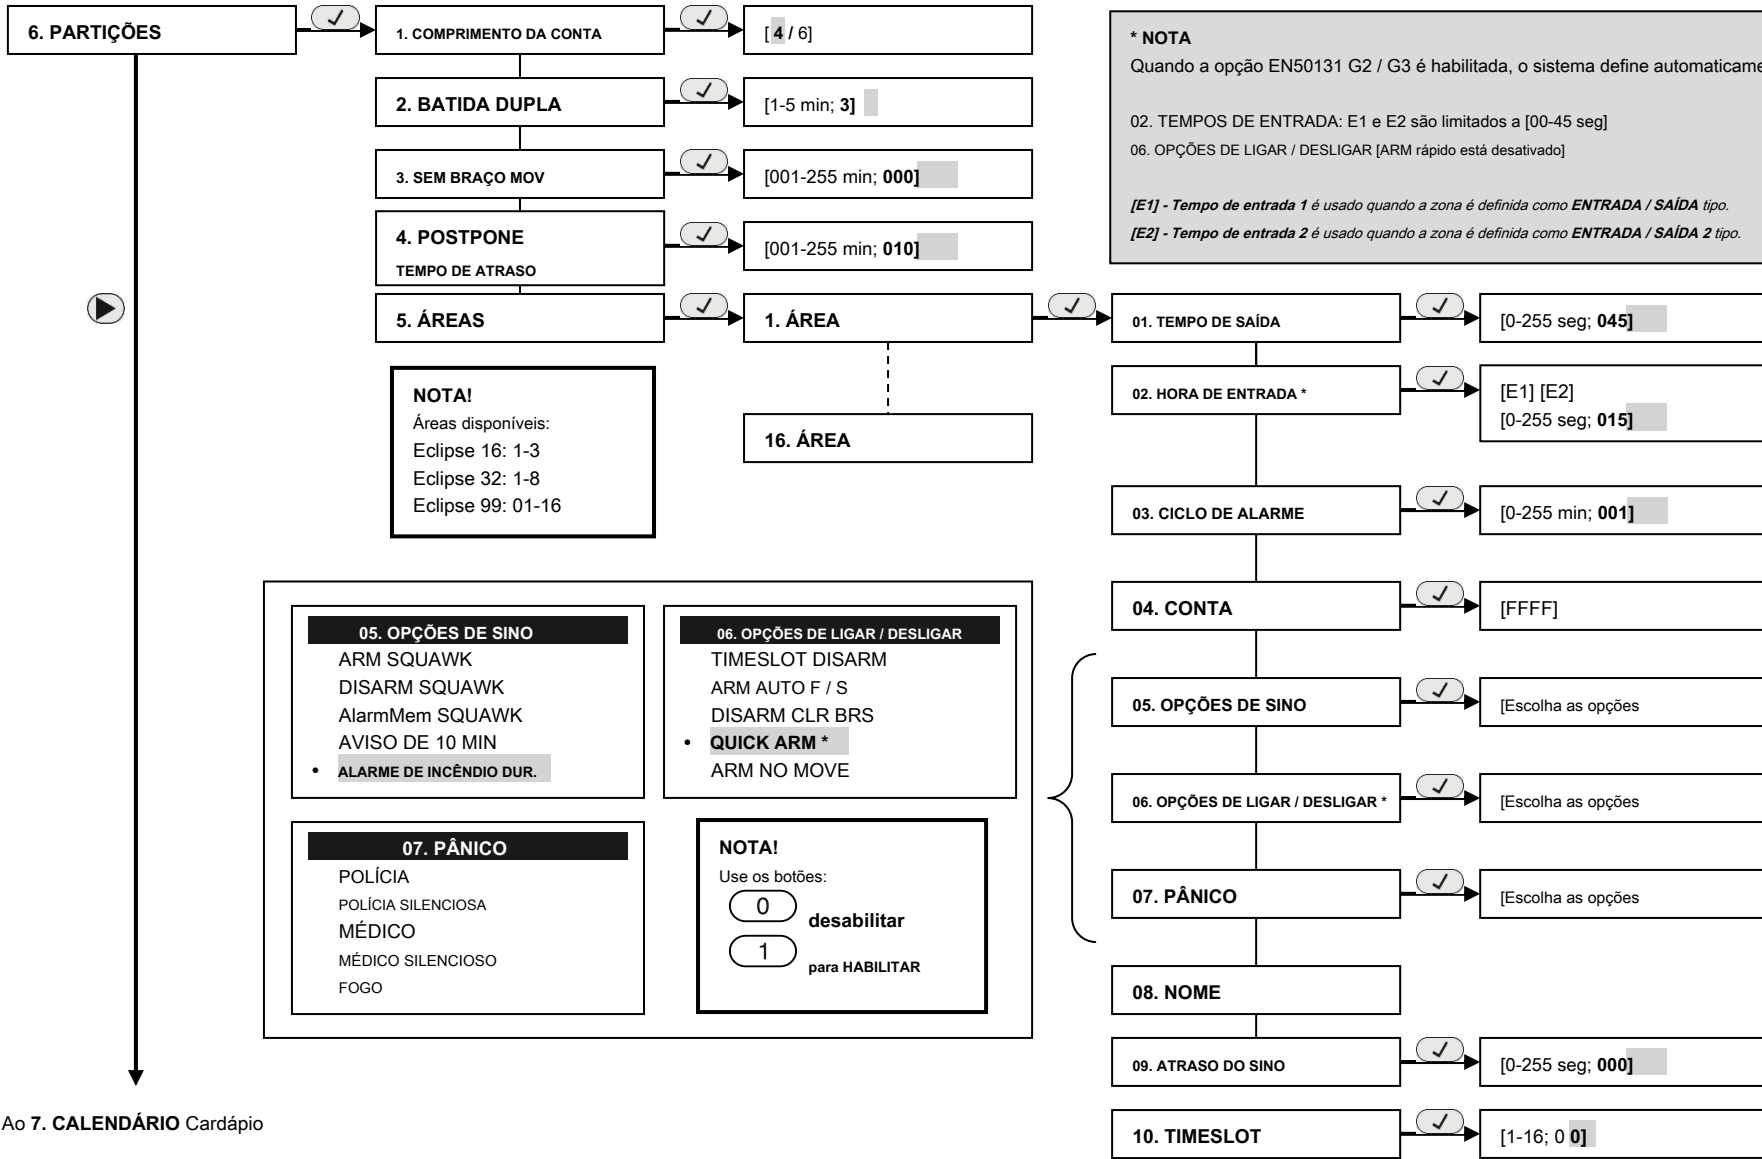 6. PARTIÇÕES
1. COMPRIMENTO DA CONTA
[ 4 / 6]
2. BATIDA DUPLA
[1-5 min; 3]
3. SEM BRAÇO MOV
[001-255 min; 000]
4. POSTPONE
TEMPO DE ATRASO
[001-255 min; 010]
5. ÁREAS
1. ÁREA
16. ÁREA
NOTA!
Áreas disponíveis:
Eclipse 16: 1-3
Eclipse 32: 1-8
Eclipse 99: 01-16
* NOTA
Quando a opção EN50131 G2 / G3 é habilitada, o sistema define automaticame
02. TEMPOS DE ENTRADA: E1 e E2 são limitados a [00-45 seg]
06. OPÇÕES DE LIGAR / DESLIGAR [ARM rápido está desativado]
[E1] - Tempo de entrada 1 é usado quando a zona é definida como ENTRADA / SAÍDA tipo.
[E2] - Tempo de entrada 2 é usado quando a zona é definida como ENTRADA / SAÍDA 2 tipo.
01. TEMPO DE SAÍDA
[0-255 seg; 045]
02. HORA DE ENTRADA *
[E1] [E2]
[0-255 seg; 015]
03. CICLO DE ALARME
[0-255 min; 001]
04. CONTA
[FFFF]
05. OPÇÕES DE SINO
[Escolha as opções
06. OPÇÕES DE LIGAR / DESLIGAR *
[Escolha as opções
07. PÂNICO
[Escolha as opções
08. NOME
09. ATRASO DO SINO
[0-255 seg; 000]
10. TIMESLOT
[1-16; 0 0]
05. OPÇÕES DE SINO
ARM SQUAWK
DISARM SQUAWK
AlarmMem SQUAWK
AVISO DE 10 MIN
• ALARME DE INCÊNDIO DUR.
06. OPÇÕES DE LIGAR / DESLIGAR
TIMESLOT DISARM
ARM AUTO F / S
DISARM CLR BRS
• QUICK ARM *
ARM NO MOVE
07. PÂNICO
POLÍCIA
POLÍCIA SILENCIOSA
MÉDICO
MÉDICO SILENCIOSO
FOGO
NOTA!
Use os botões:
0 desabilitar
1 para HABILITAR
Ao 7. CALENDÁRIO Cardápio